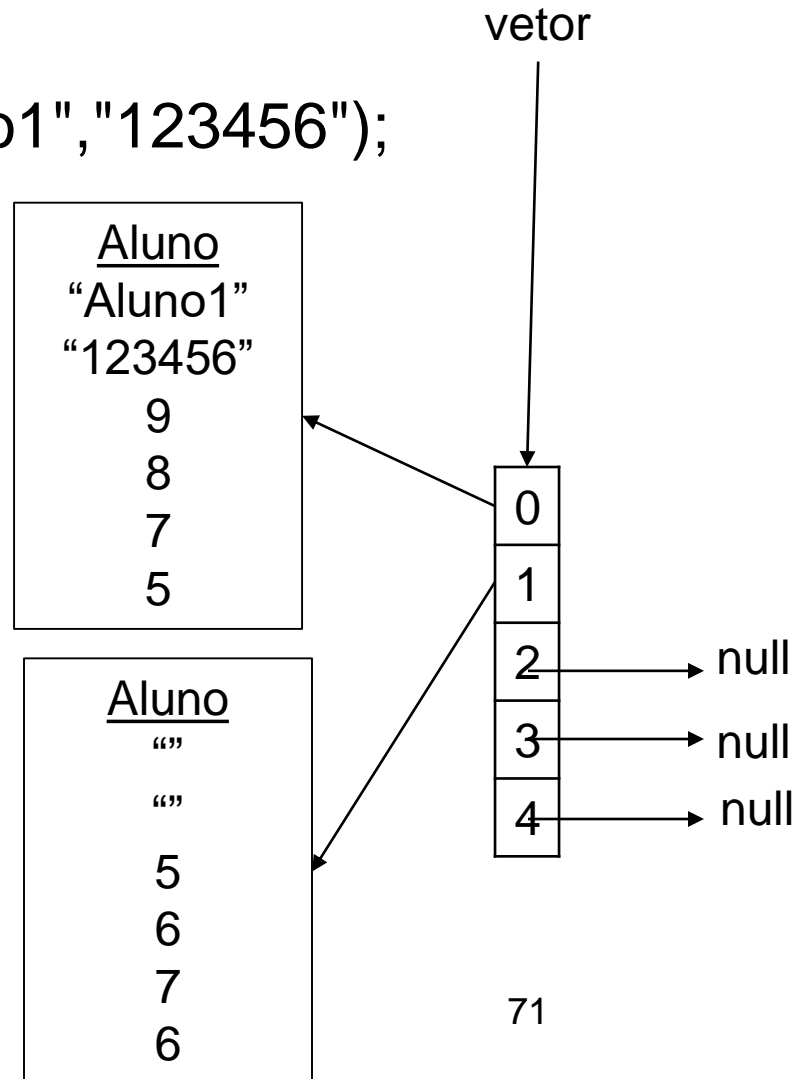 vetor
o1","123456");
Aluno
“Aluno1”
“123456”
9
8
7
5
0
1
2
null
3
null
4
null
Aluno
“”
“”
5
6
7
6
71